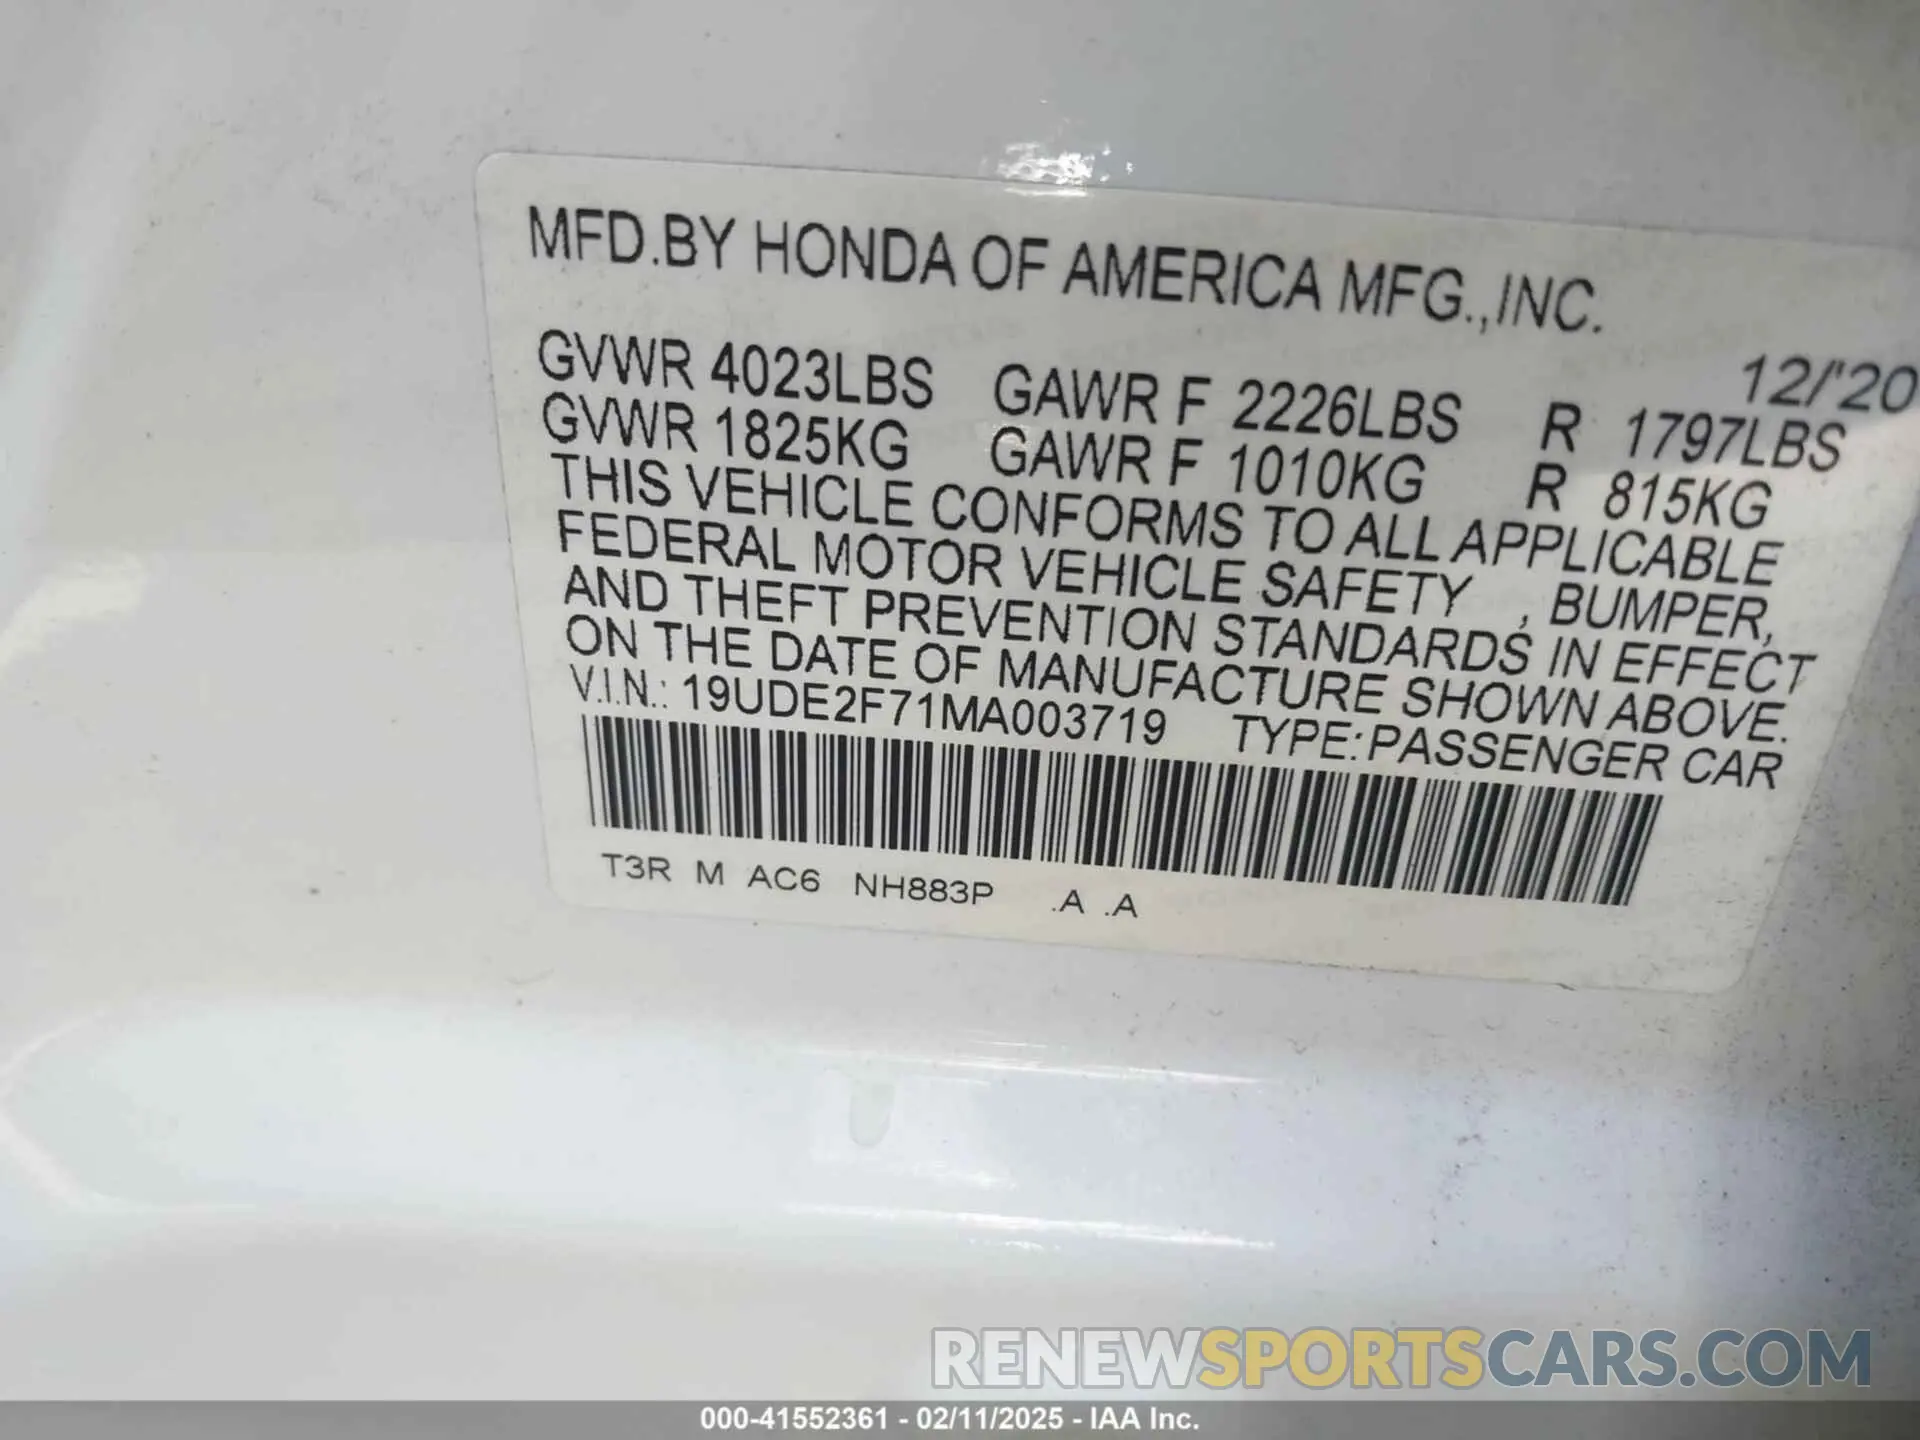 MFD.BY HONDA OF AMERICA MFG.,INC.
12/'20
GVWR 4023LBS GAWR F 2226LBS R 1797LBS
GVWR 1825KG GAWR F 1010KG R 815KG
THIS VEHICLE CONFORMS TO ALL APPLICABLE
FEDERAL MOTOR VEHICLE SAFETY , BUMPER,
AND THEFT PREVENTION STANDARDS IN EFFECT
ON THE DATE OF MANUFACTURE SHOWN ABOVE.
V.I.N.: 19UDE2F71MA003719 TYPE:PASSENGER CAR
T3R M AC6 NH883P .A .A
RENEWSPORTSCARS.COM
000-41552361 - 02/11/2025 - IAA Inc.